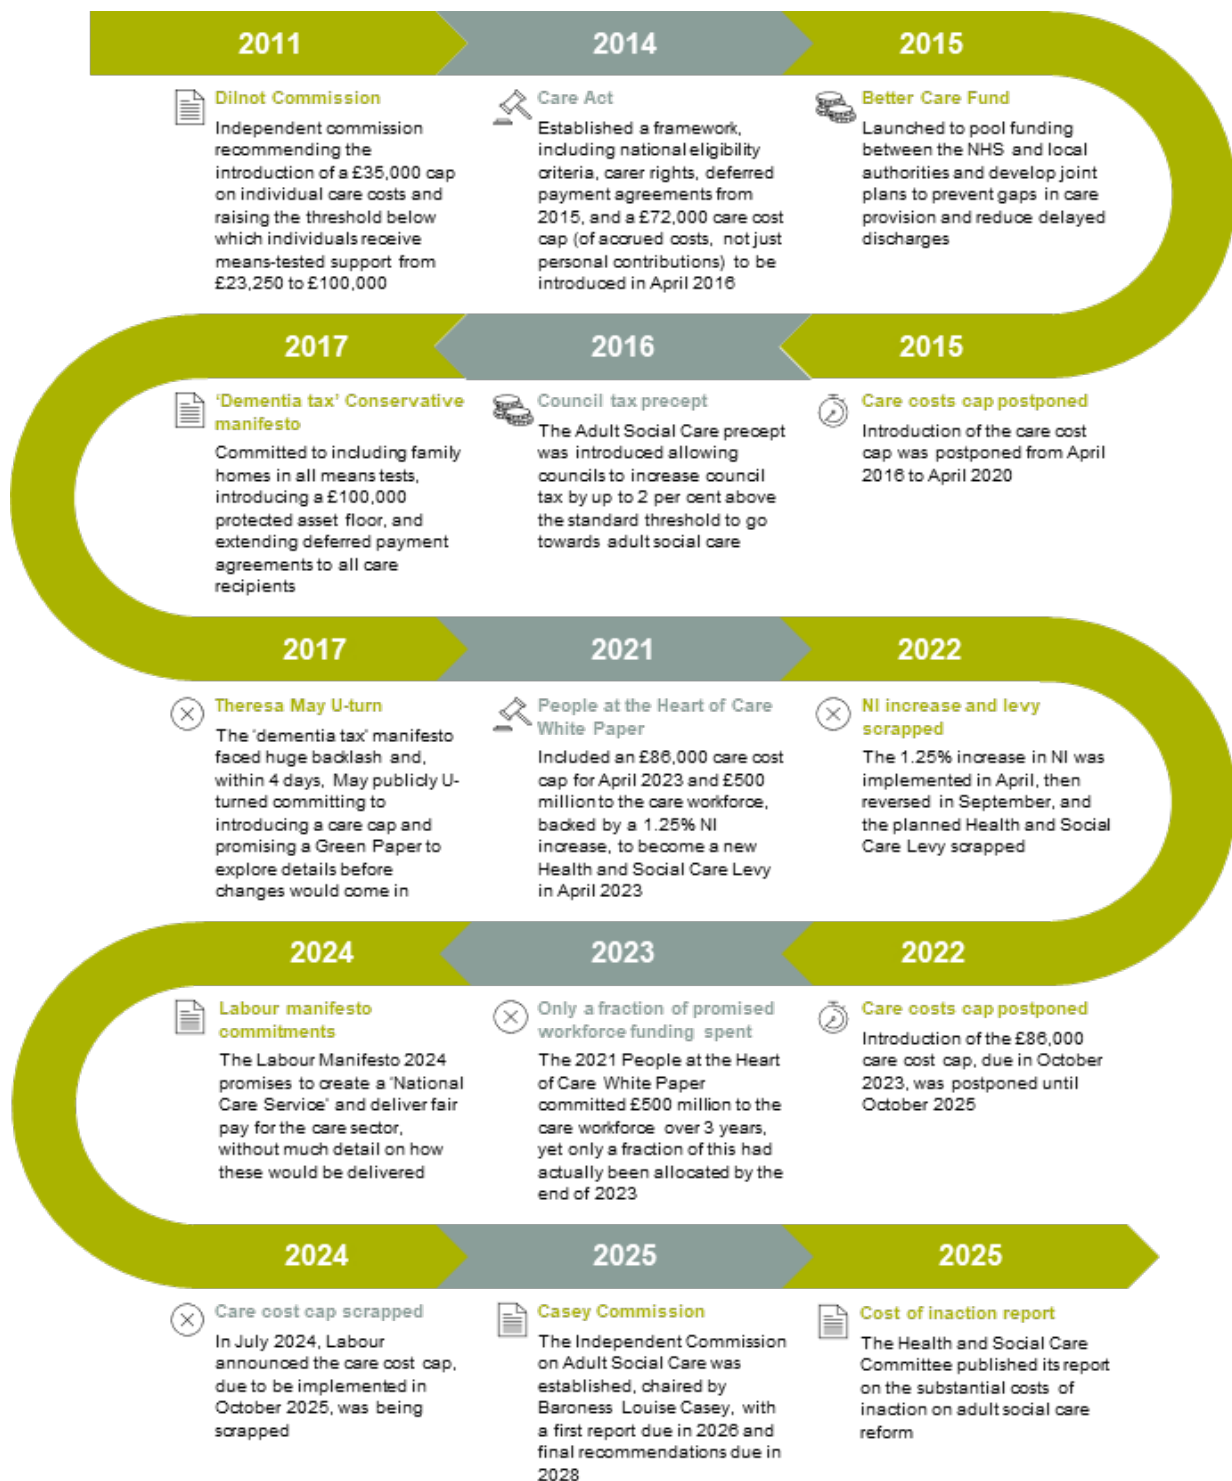 2011
2014
2015
Dilnot Commission
Independent commission
recommending the
introduction of a £35,000 cap
on individual care costs and
raising the threshold below
which individuals receive
means-tested support from
£23,250 to £100,000
Care Act
Established a framework,
including national eligibility
criteria, carer rights, deferred
payment agreements from
2015, and a £72,000 care cost
cap (of accrued costs, not just
personal contributions) to be
introduced in April 2016
Better Care Fund
Launched to pool funding
between the NHS and local
authorities and develop joint
plans to prevent gaps in care
provision and reduce delayed
discharges
2017
2016
2015
'Dementia tax' Conservative
manifesto
Committed to including family
homes in all means tests,
introducing a £100,000
protected asset floor, and
extending deferred payment
agreements to all care
recipients
Council tax precept
The Adult Social Care precept
was introduced allowing
councils to increase council
tax by up to 2 per cent above
the standard threshold to go
towards adult social care
Care costs cap postponed
Introduction of the care cost
cap was postponed from April
2016 to April 2020
2017
2021
2022
Theresa May U-turn
The 'dementia tax' manifesto
faced huge backlash and,
within 4 days, May publicly U-
turned committing to
introducing a care cap and
promising a Green Paper to
explore details before
changes would come in
People at the Heart of Care
White Paper
Included an £86,000 care cost
cap for April 2023 and £500
million to the care workforce,
backed by a 1.25% NI
increase, to become a new
Health and Social Care Levy
in April 2023
NI increase and levy
scrapped
The 1.25% increase in NI was
implemented in April, then
reversed in September, and
the planned Health and Social
Care Levy scrapped
2024
2023
2022
Labour manifesto
commitments
The Labour Manifesto 2024
promises to create a 'National
Care Service' and deliver fair
pay for the care sector,
without much detail on how
these would be delivered
Only a fraction of promised
workforce funding spent
The 2021 People at the Heart
of Care White Paper
committed £500 million to the
care workforce over 3 years,
yet only a fraction of this had
actually been allocated by the
end of 2023
Care costs cap postponed
Introduction of the £86,000
care cost cap, due in October
2023, was postponed until
October 2025
2024
2025
2025
Care cost cap scrapped
In July 2024, Labour
announced the care cost cap,
due to be implemented in
October 2025, was being
scrapped
Casey Commission
The Independent Commission
on Adult Social Care was
established, chaired by
Baroness Louise Casey, with
a first report due in 2026 and
final recommendations due in
2028
Cost of inaction report
The Health and Social Care
Committee published its report
on the substantial costs of
inaction on adult social care
reform